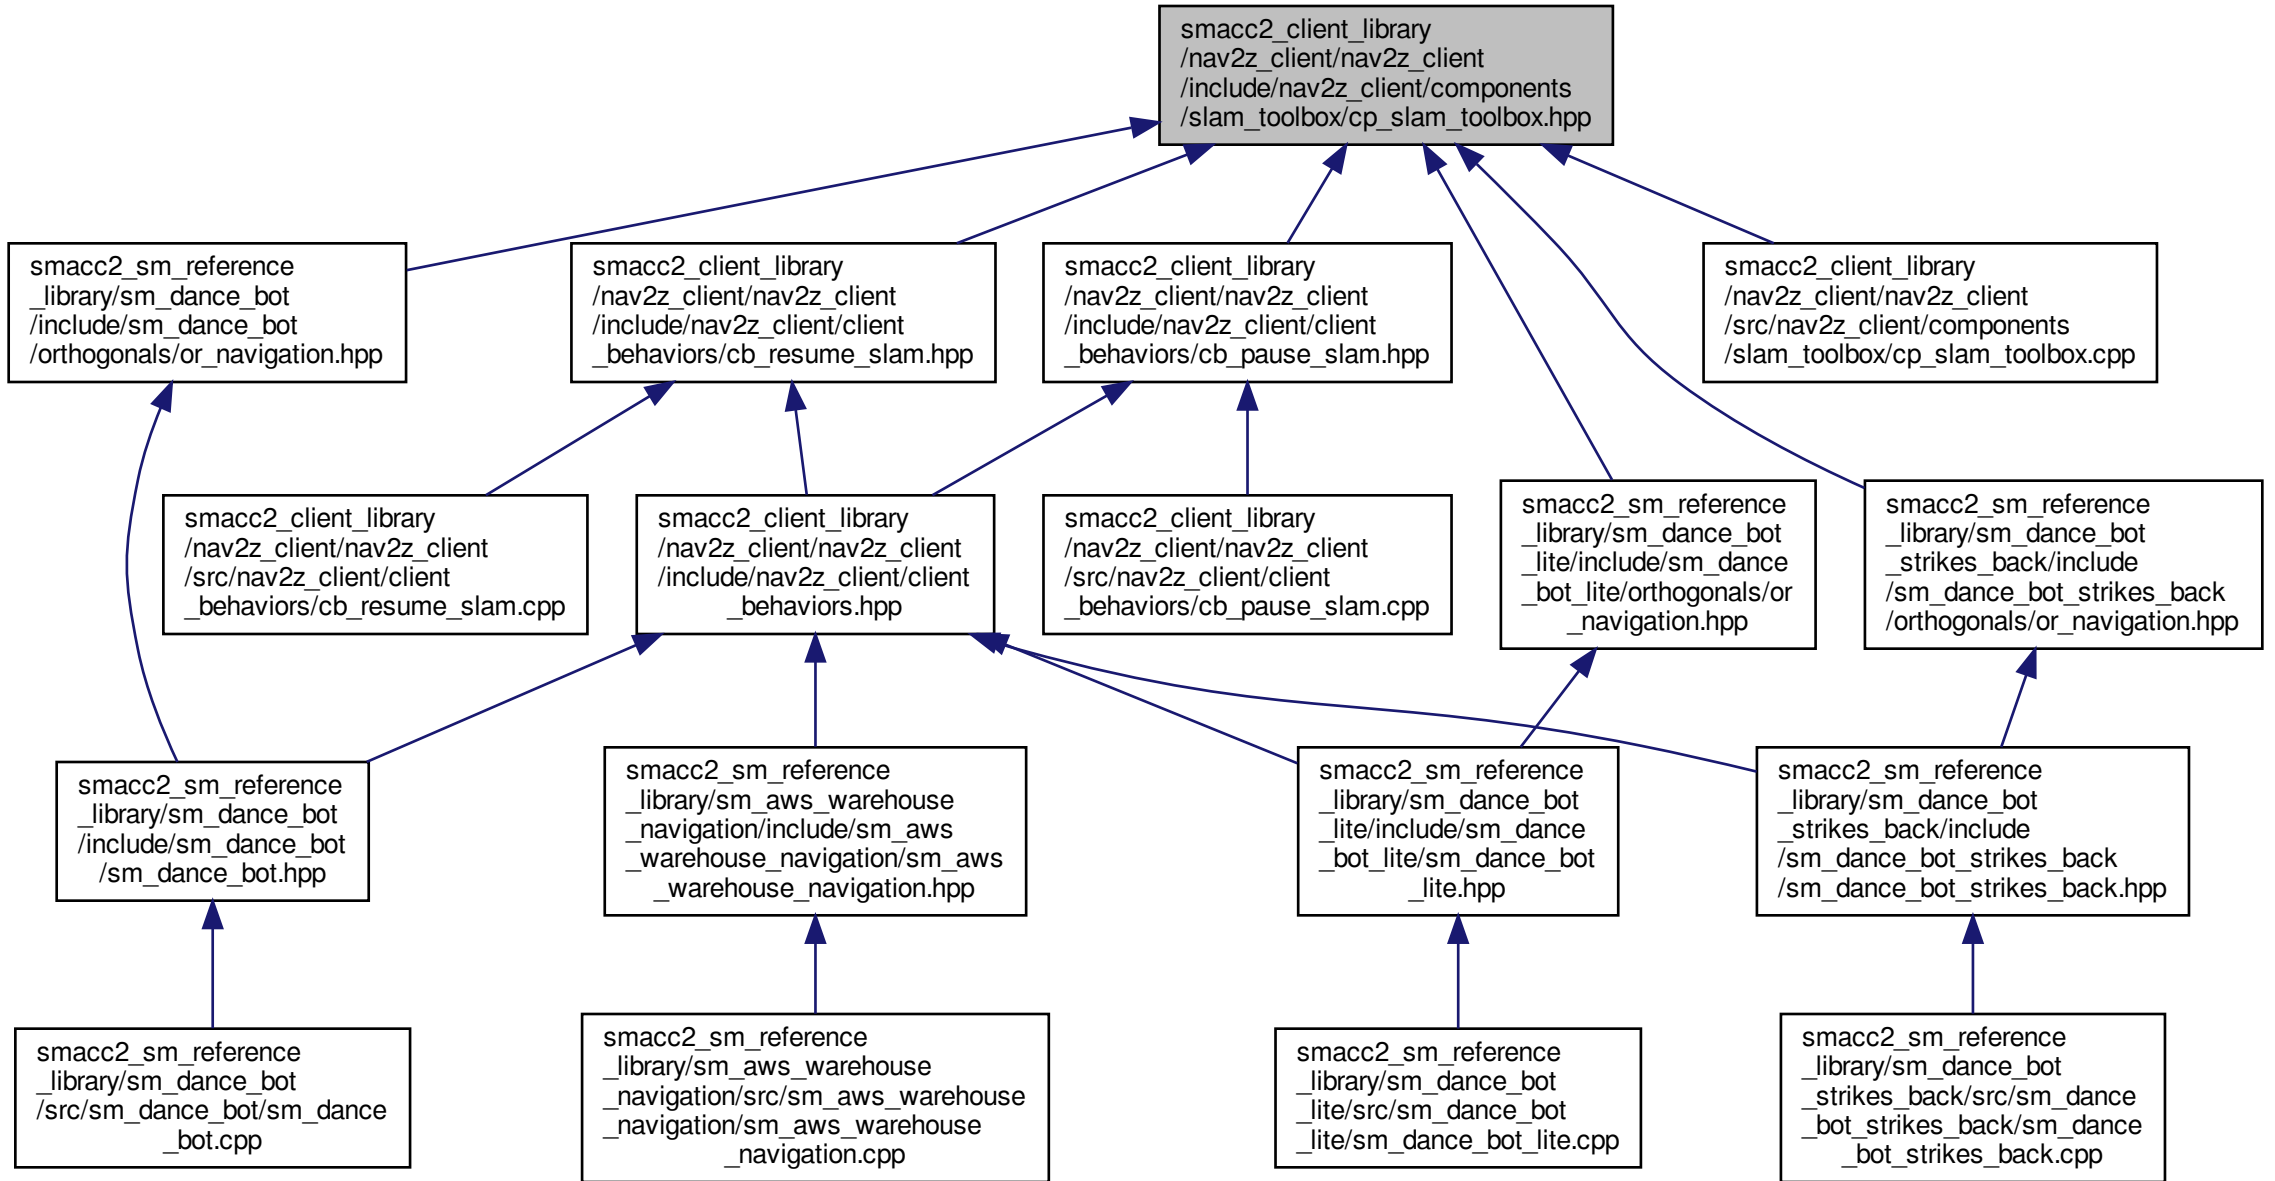 smacc2_client_library
/nav2z_client/nav2z_client
/include/nav2z_client/components
/slam_toolbox/cp_slam_toolbox.hpp
smacc2_sm_reference
_library/sm_dance_bot
/include/sm_dance_bot
/orthogonals/or_navigation.hpp
smacc2_client_library
/nav2z_client/nav2z_client
/include/nav2z_client/client
_behaviors/cb_resume_slam.hpp
smacc2_client_library
/nav2z_client/nav2z_client
/include/nav2z_client/client
_behaviors/cb_pause_slam.hpp
smacc2_client_library
/nav2z_client/nav2z_client
/src/nav2z_client/components
/slam_toolbox/cp_slam_toolbox.cpp
smacc2_client_library
/nav2z_client/nav2z_client
/src/nav2z_client/client
_behaviors/cb_resume_slam.cpp
smacc2_client_library
/nav2z_client/nav2z_client
/include/nav2z_client/client
_behaviors.hpp
smacc2_client_library
/nav2z_client/nav2z_client
/src/nav2z_client/client
_behaviors/cb_pause_slam.cpp
smacc2_sm_reference
_library/sm_dance_bot
_lite/include/sm_dance
_bot_lite/orthogonals/or
_navigation.hpp
smacc2_sm_reference
_library/sm_dance_bot
_strikes_back/include
/sm_dance_bot_strikes_back
/orthogonals/or_navigation.hpp
smacc2_sm_reference
_library/sm_dance_bot
/include/sm_dance_bot
/sm_dance_bot.hpp
smacc2_sm_reference
_library/sm_aws_warehouse
_navigation/include/sm_aws
_warehouse_navigation/sm_aws
_warehouse_navigation.hpp
smacc2_sm_reference
_library/sm_dance_bot
_lite/include/sm_dance
_bot_lite/sm_dance_bot
_lite.hpp
smacc2_sm_reference
_library/sm_dance_bot
_strikes_back/include
/sm_dance_bot_strikes_back
/sm_dance_bot_strikes_back.hpp
smacc2_sm_reference
_library/sm_dance_bot
/src/sm_dance_bot/sm_dance
_bot.cpp
smacc2_sm_reference
_library/sm_aws_warehouse
_navigation/src/sm_aws_warehouse
_navigation/sm_aws_warehouse
_navigation.cpp
smacc2_sm_reference
_library/sm_dance_bot
_lite/src/sm_dance_bot
_lite/sm_dance_bot_lite.cpp
smacc2_sm_reference
_library/sm_dance_bot
_strikes_back/src/sm_dance
_bot_strikes_back/sm_dance
_bot_strikes_back.cpp